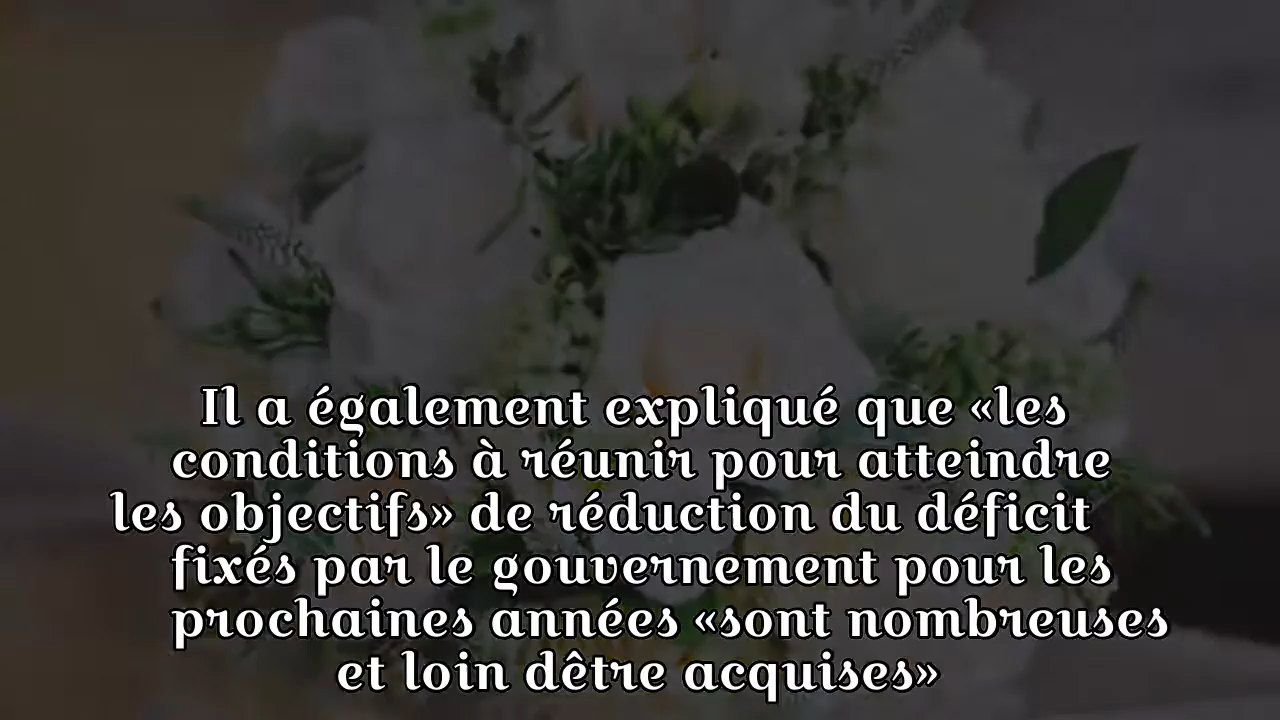 Il a également expliqué que «les
conditions à réunir pour atteindre
les objectifs» de réduction du déficit
fixés par le gouvernement pour les
prochaines années «sont nombreuses
et loin dêtre acquises»